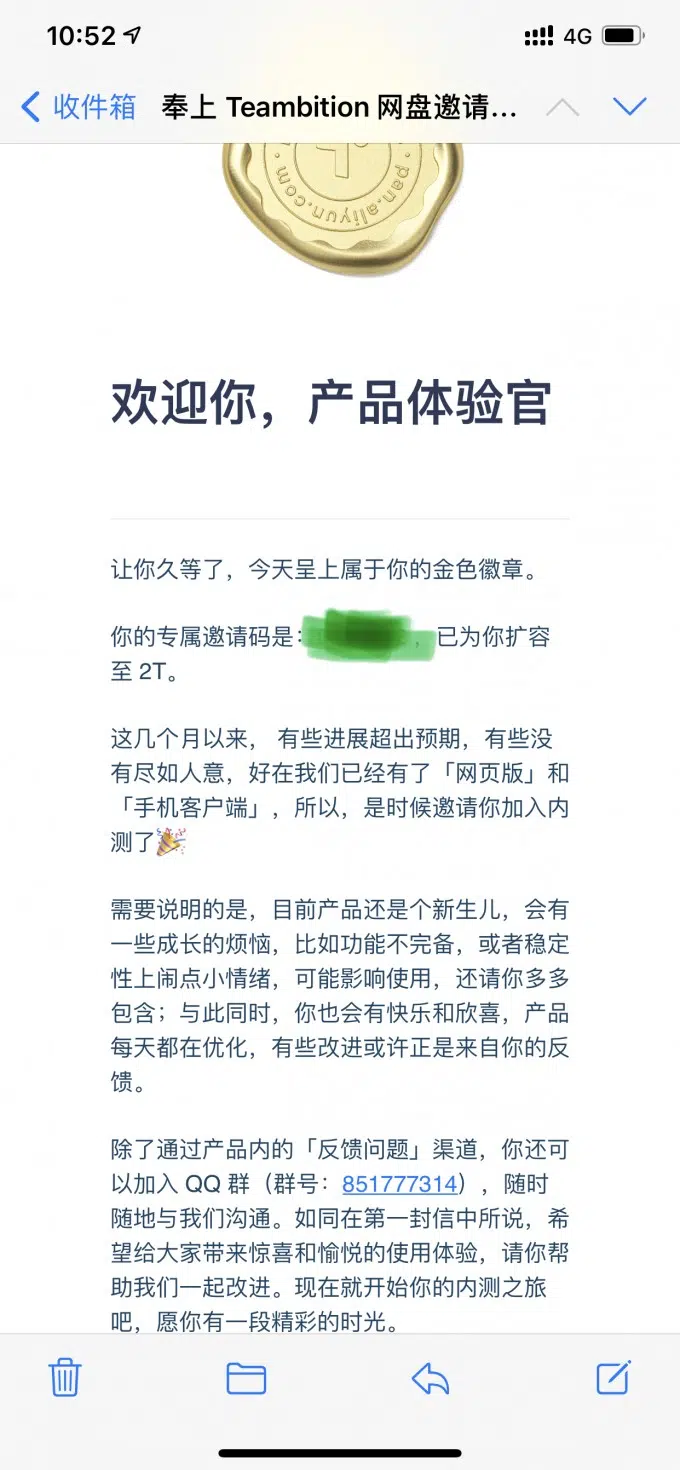 10:52
4G
收件箱
奉上 Teambition 网盘邀请...
· pan.aliyun.com ·
欢迎你，产品体验官
让你久等了，今天呈上属于你的金色徽章。
你的专属邀请码是：
，已为你扩容
至 2T。
这几个月以来， 有些进展超出预期，有些没
有尽如人意，好在我们已经有了「网页版」和
「手机客户端」，所以，是时候邀请你加入内
测了🎉
需要说明的是，目前产品还是个新生儿，会有
一些成长的烦恼，比如功能不完备，或者稳定
性上闹点小情绪，可能影响使用，还请你多多
包含；与此同时，你也会有快乐和欣喜，产品
每天都在优化，有些改进或许正是来自你的反
馈。
除了通过产品内的「反馈问题」渠道，你还可
以加入 QQ 群（群号：851777314），随时
随地与我们沟通。如同在第一封信中所说，希
望给大家带来惊喜和愉悦的使用体验，请你帮
助我们一起改进。现在就开始你的内测之旅
吧，愿你有一段精彩的时光。